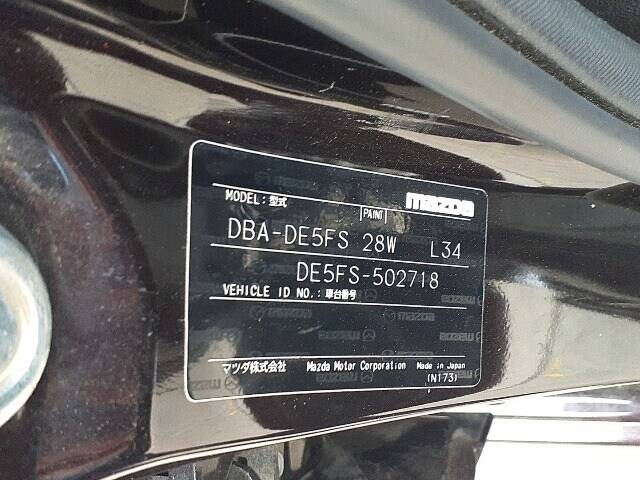 mazda
MODEL:型式 PAINT
DBA-DE5FS 28W L34
DE5FS-502718
VEHICLE ID NO.:車台番号
マツダ株式会社 Mazda Motor Corporation Made in Japan
(N173)